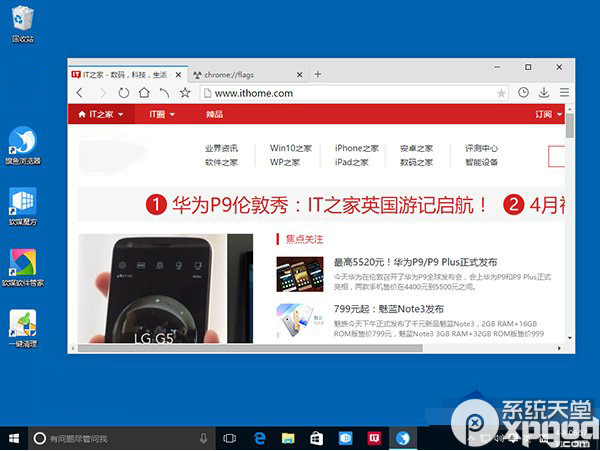 回收站
旗鱼浏览器
软媒魔方
软媒软件管家
一键清理
IT之家 - 数码，科技，生活
chrome://flags
www.ithome.com
IT之家
IT圈
辣品
订阅
业界资讯 Win10之家 iPhone之家 安卓之家 评测中心
软件之家 WP之家 iPad之家 数码之家 智能设备
1 华为P9伦敦秀：IT之家英国游记启航！ 2 4月
焦点关注
最高5520元！华为P9/P9 Plus正式发布
今天华为在伦敦召开了华为P9全球发布会，会上华为P9和P9 Plus正式
亮相，两款手机售价在4400元到5500元之间。
799元起：魅蓝Note3发布
魅族今天下午正式发布了千元新品魅蓝Note3，2GB RAM+16GB
ROM版售价799元，魅蓝Note3 3GB RAM+32GB ROM版售价999
LG G5
有问题尽管问我
系统天堂
xpgod
.com